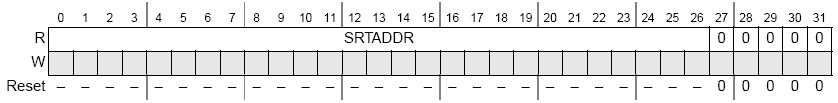 0 1 2 3 4 5 6 7 8 9 10 11 12 13 14 15 16 17 18 19 20 21 22 23 24 25 26 27 28 29 30 31
R SRTADDR 0 0 0 0 0
W
Reset – – – – – – – – – – – – – – – – – – – – – – – – – – – 0 0 0 0 0